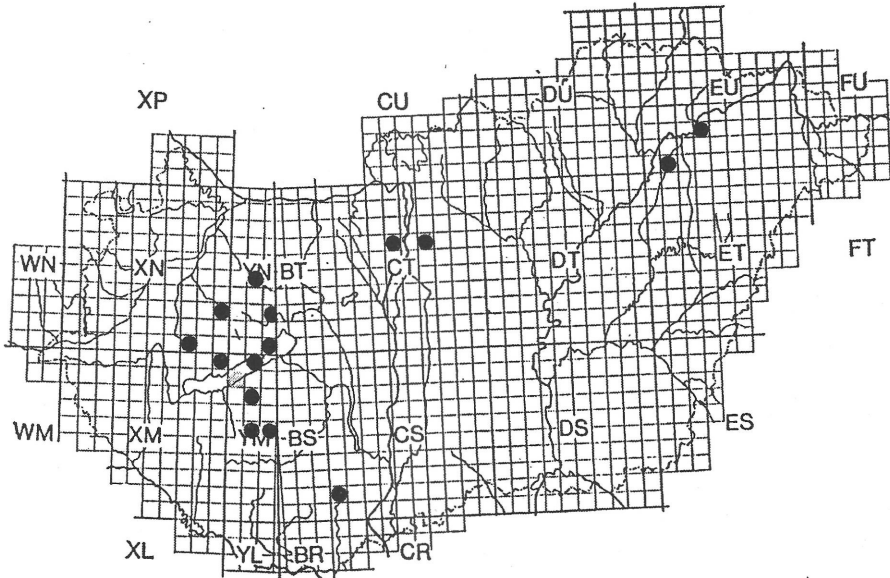 XP CU DU EU FU
WN XN YN BT CT DT ET FT
WM XM YM BS CS DS ES
XL YL BR CR